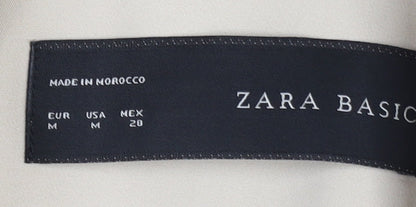 MADE IN MOROCCO
EUR USA MEX
M M 28
ZARA BASIC